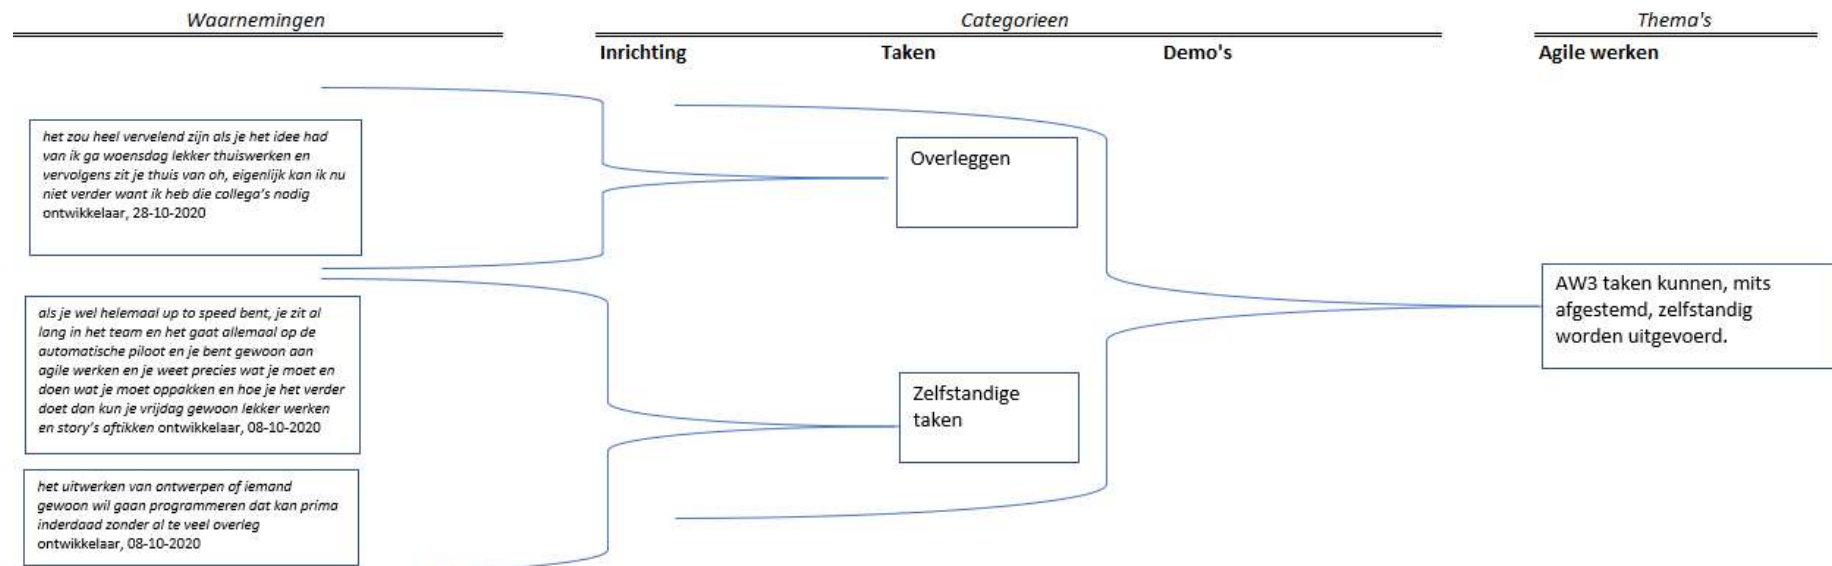 Waarnemingen
Categorieen
Thema's
Inrichting
Taken
Demo's
Agile werken
het zou heel vervelend zijn als je het idee had
van ik ga woensdag lekker thuiswerken en
vervolgens zit je thuis van oh, eigenlijk kan ik nu
niet verder want ik heb die collega's nodig
ontwikkelaar, 28-10-2020
Overleggen
als je wel helemaal up to speed bent, je zit al
lang in het team en het gaat allemaal op de
automatische piloot en je bent gewoon aan
agile werken en je weet precies wat je moet en
doen wat je moet oppakken en hoe je het verder
doet dan kun je vrijdag gewoon lekker werken
en story's aftikken ontwikkelaar, 08-10-2020
Zelfstandige
taken
het uitwerken van ontwerpen of iemand
gewoon wil gaan programmeren dat kan prima
inderdaad zonder al te veel overleg
ontwikkelaar, 08-10-2020
AW3 taken kunnen, mits
afgestemd, zelfstandig
worden uitgevoerd.